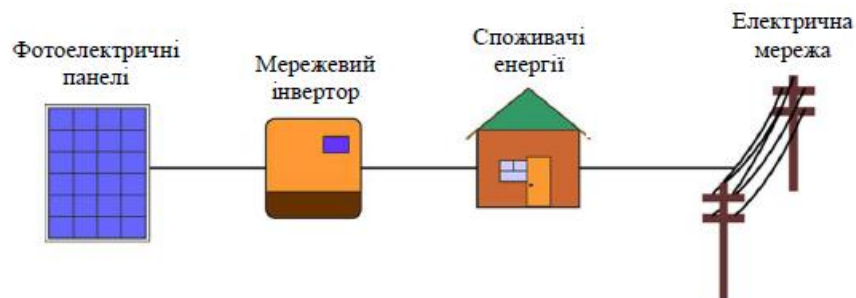 Фотоелектричні
панелі
Мережевий
інвертор
Споживачі
енергії
Електрична
мережа